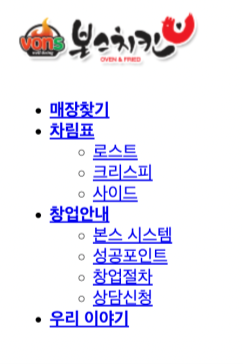 vons
본스치킨
OVEN & FRIED
매장찾기
차림표
로스트
크리스피
사이드
창업안내
본스 시스템
성공포인트
창업절차
상담신청
우리 이야기